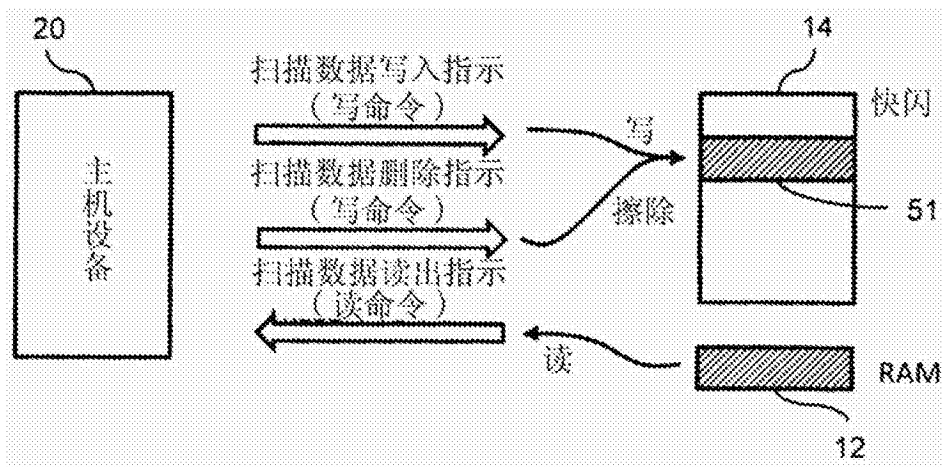 20
14
扫描数据写入指示
(写命令)
快闪
写
扫描数据删除指示
(写命令)
擦除
51
主机设备
扫描数据读出指示
(读命令)
读
RAM
12